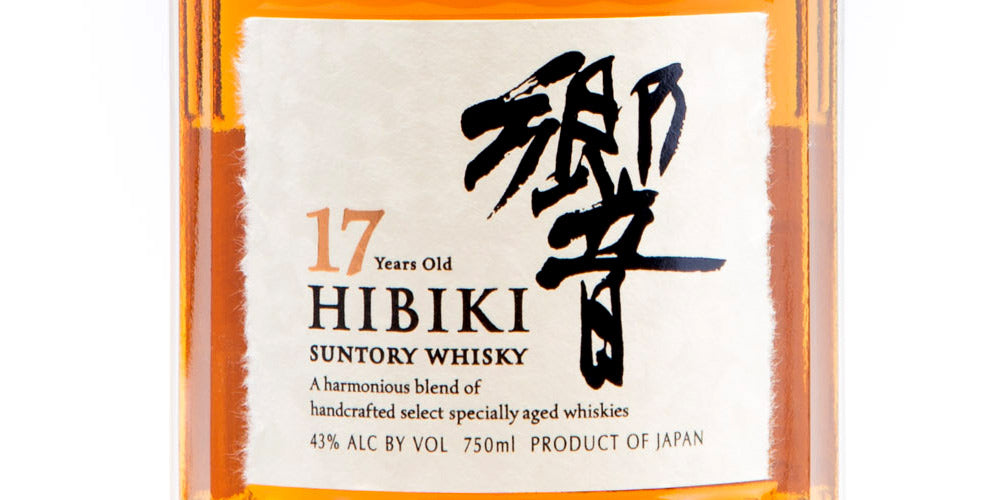 響
17 Years Old
HIBIKI
SUNTORY WHISKY
A harmonious blend of
handcrafted select specially aged whiskies
43% ALC BY VOL 750ml PRODUCT OF JAPAN